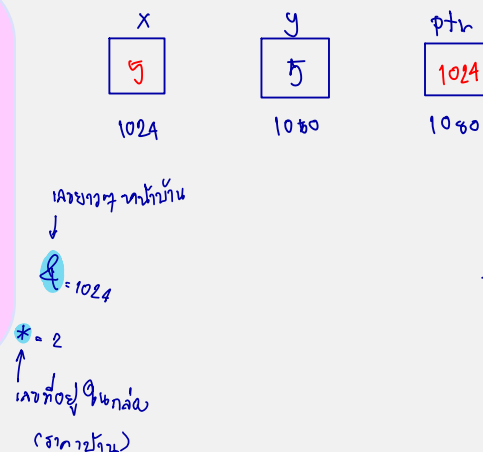 x y ptr
5 5 1024
1024 1060 1080
เลขยาวๆ หน้าบ้าน
& = 1024
* = 2
เลขที่อยู่ในกล่อง
(ราคาบ้าน)